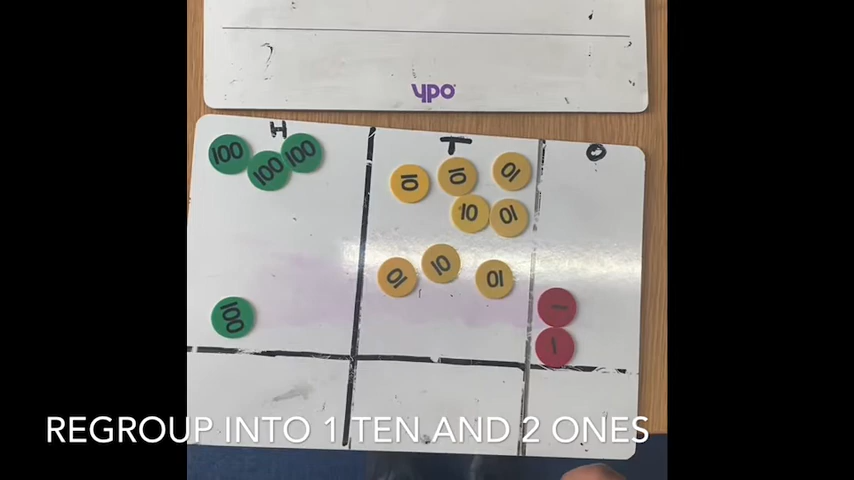 YPO
H T O
100 100 100
10 10 10
10 10
10 10 10
100
1
1
REGROUP INTO 1 TEN AND 2 ONES